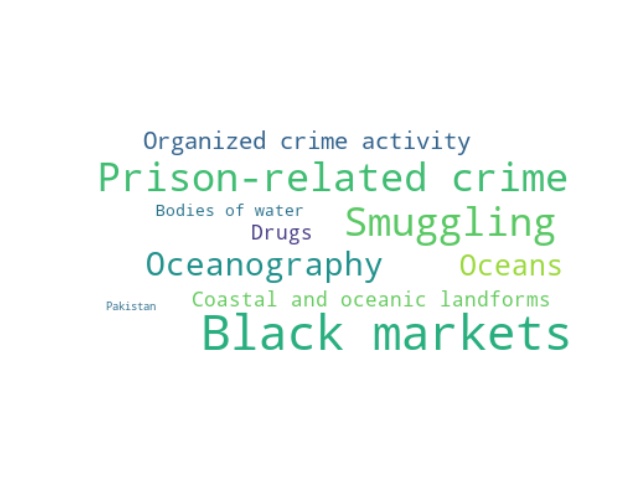 Organized crime activity
Prison-related crime
Bodies of water
Smuggling
Drugs
Oceanography
Oceans
Coastal and oceanic landforms
Pakistan
Black markets